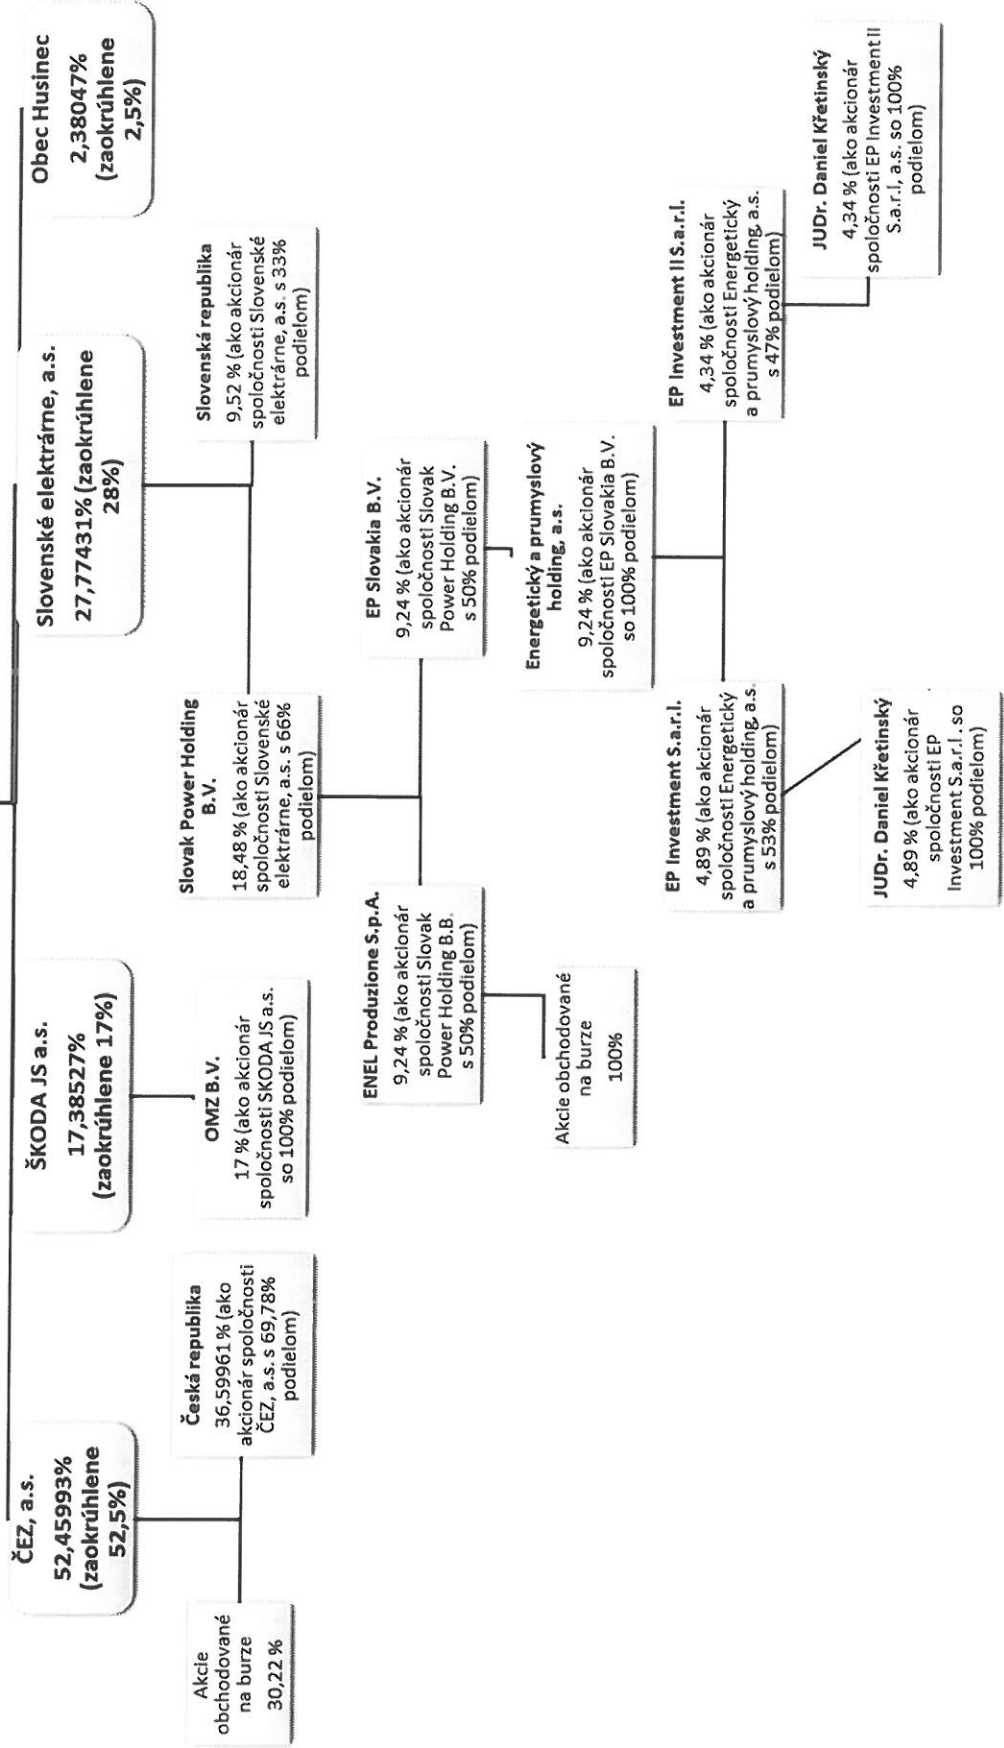 ČEZ, a.s.
52,45993%
(zaokrúhlene
52,5%)
ŠKODA JS a.s.
17,38527%
(zaokrúhlene 17%)
Slovenské elektrárne, a.s.
27,77431% (zaokrúhlene
28%)
Obec Husinec
2,38047%
(zaokrúhlene
2,5%)
Akcie
obchodované
na burze
30,22 %
Česká republika
36,59961 % (ako
akcionár spoločnosti
ČEZ, a.s. s 69,78%
podielom)
OMZ B.V.
17 % (ako akcionár
spoločnosti SKODA JS a.s.
so 100% podielom)
Slovak Power Holding
B.V.
18,48 % (ako akcionár
spoločnosti Slovenské
elektrárne, a.s. s 66%
podielom)
Slovenská republika
9,52 % (ako akcionár
spoločnosti Slovenské
elektrárne, a.s. s 33%
podielom)
ENEL Produzione S.p.A.
9,24 % (ako akcionár
spoločnosti Slovak
Power Holding B.B.
s 50% podielom)
EP Slovakia B.V.
9,24 % (ako akcionár
spoločnosti Slovak
Power Holding B.V.
s 50% podielom)
Akcie obchodované
na burze
100%
Energetický a prumyslový
holding, a.s.
9,24 % (ako akcionár
spoločnosti EP Slovakia B.V.
so 100% podielom)
EP Investment S.a.r.l.
4,89 % (ako akcionár
spoločnosti Energetický
a prumyslový holding, a.s.
s 53% podielom)
EP Investment II S.a.r.l.
4,34 % (ako akcionár
spoločnosti Energetický
a prumyslový holding, a.s.
s 47% podielom)
JUDr. Daniel Křetinský
4,89 % (ako akcionár
spoločnosti EP
Investment S.a.r.l. so
100% podielom)
JUDr. Daniel Křetinský
4,34 % (ako akcionár
spoločnosti EP Investment II
S.a.r.l, a.s. so 100%
podielom)